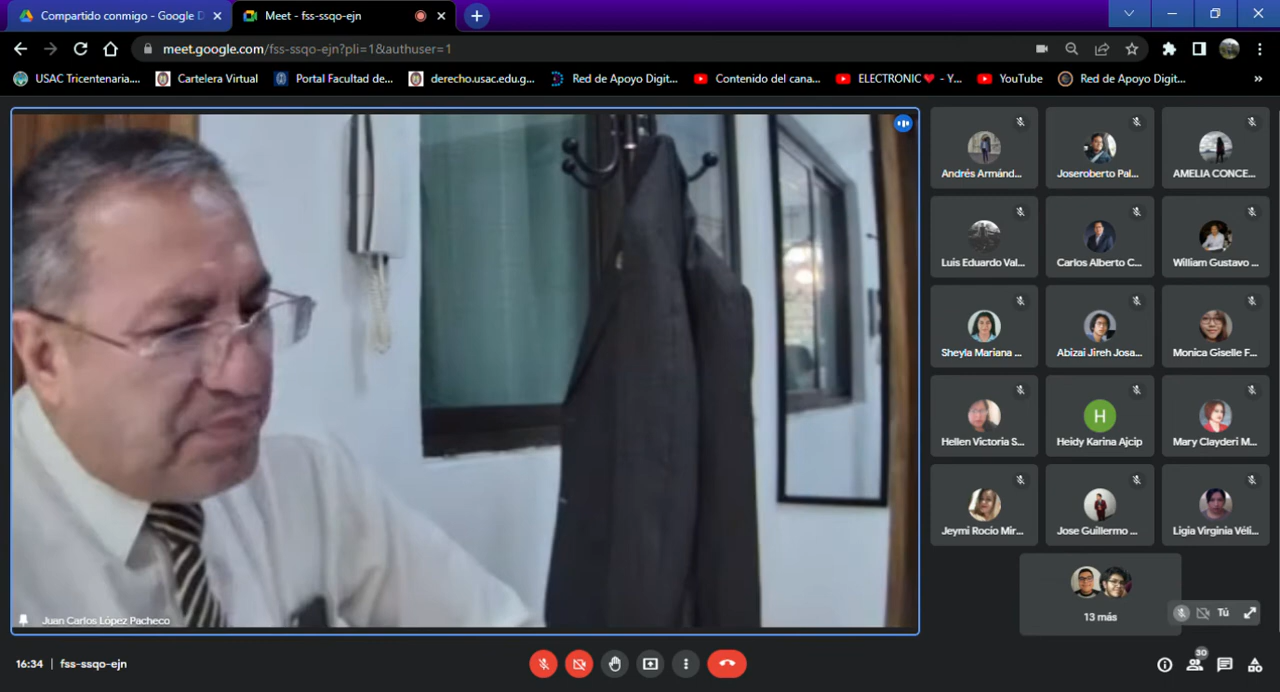 Compartido conmigo - Google D
Meet - fss-ssqo-ejn
meet.google.com/fss-ssqo-ejn?pli=1&authuser=1
USAC Tricentenaria...
Cartelera Virtual
Portal Facultad de...
derecho.usac.edu.g...
Red de Apoyo Digit...
Contenido del cana...
ELECTRONIC❤ - Y...
YouTube
Red de Apoyo Digit...
»
Andrés Armánd...
Joseroberto Pal...
AMELIA CONCE...
Luis Eduardo Val...
Carlos Alberto C...
William Gustavo ...
Sheyla Mariana ...
Abizai Jireh Josa...
Monica Giselle F...
H
Hellen Victoria S...
Heidy Karina Ajcip
Mary Clayderi M...
Jeymi Rocío Mir...
Jose Guillermo ...
Ligia Virginia Véli...
13 más
Tú
Juan Carlos López Pacheco
16:34 | fss-ssqo-ejn
30